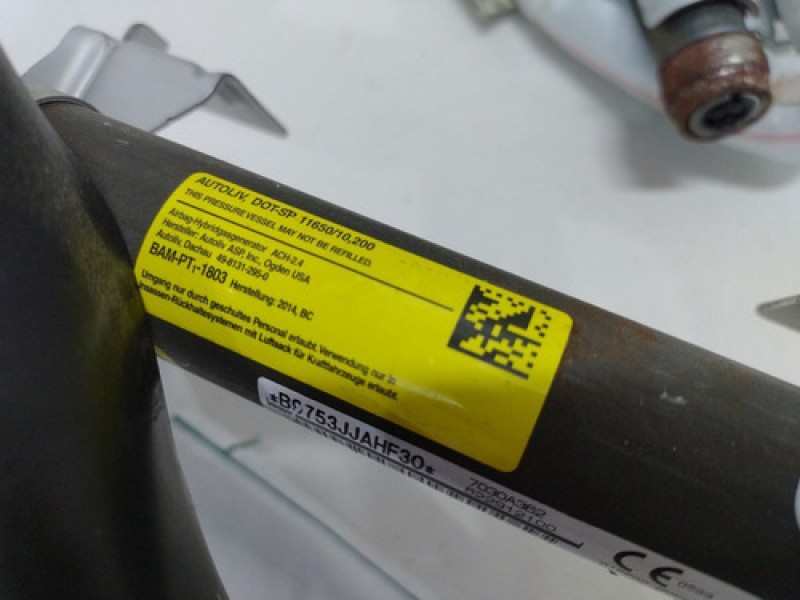 AUTOLIV, DOT-SP 11650/10,200
THIS PRESSURE VESSEL MAY NOT BE REFILLED.
Airbag-Hybridgasgenerator ACH-2.4
Hersteller: Autoliv ASP, Inc., Ogden USA
Autoliv, Dachau 49-8131-295-0
BAM-PT₁-1803 Herstellung: 2014, BC
Umgang nur durch geschultes Personal erlaubt. Verwendung nur in
Insassen-Rückhaltesystemen mit Luftsack für Kraftfahrzeuge erlaubt.
*B9753JJAHF30*
7030A362
622912100
CE